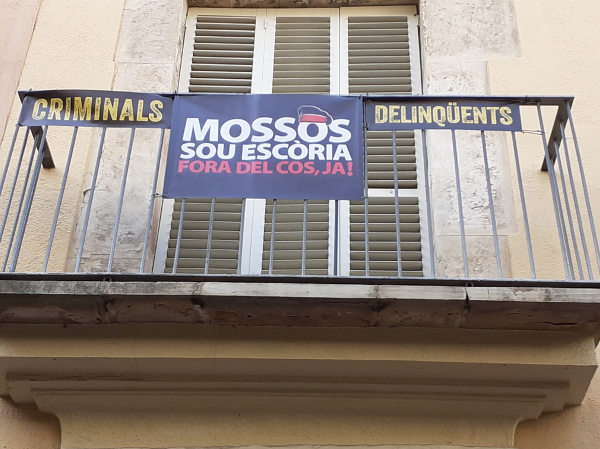 CRIMINALS
MOSSOS
SOU ESCÒRIA
FORA DEL COS, JA!
DELINQÜENTS